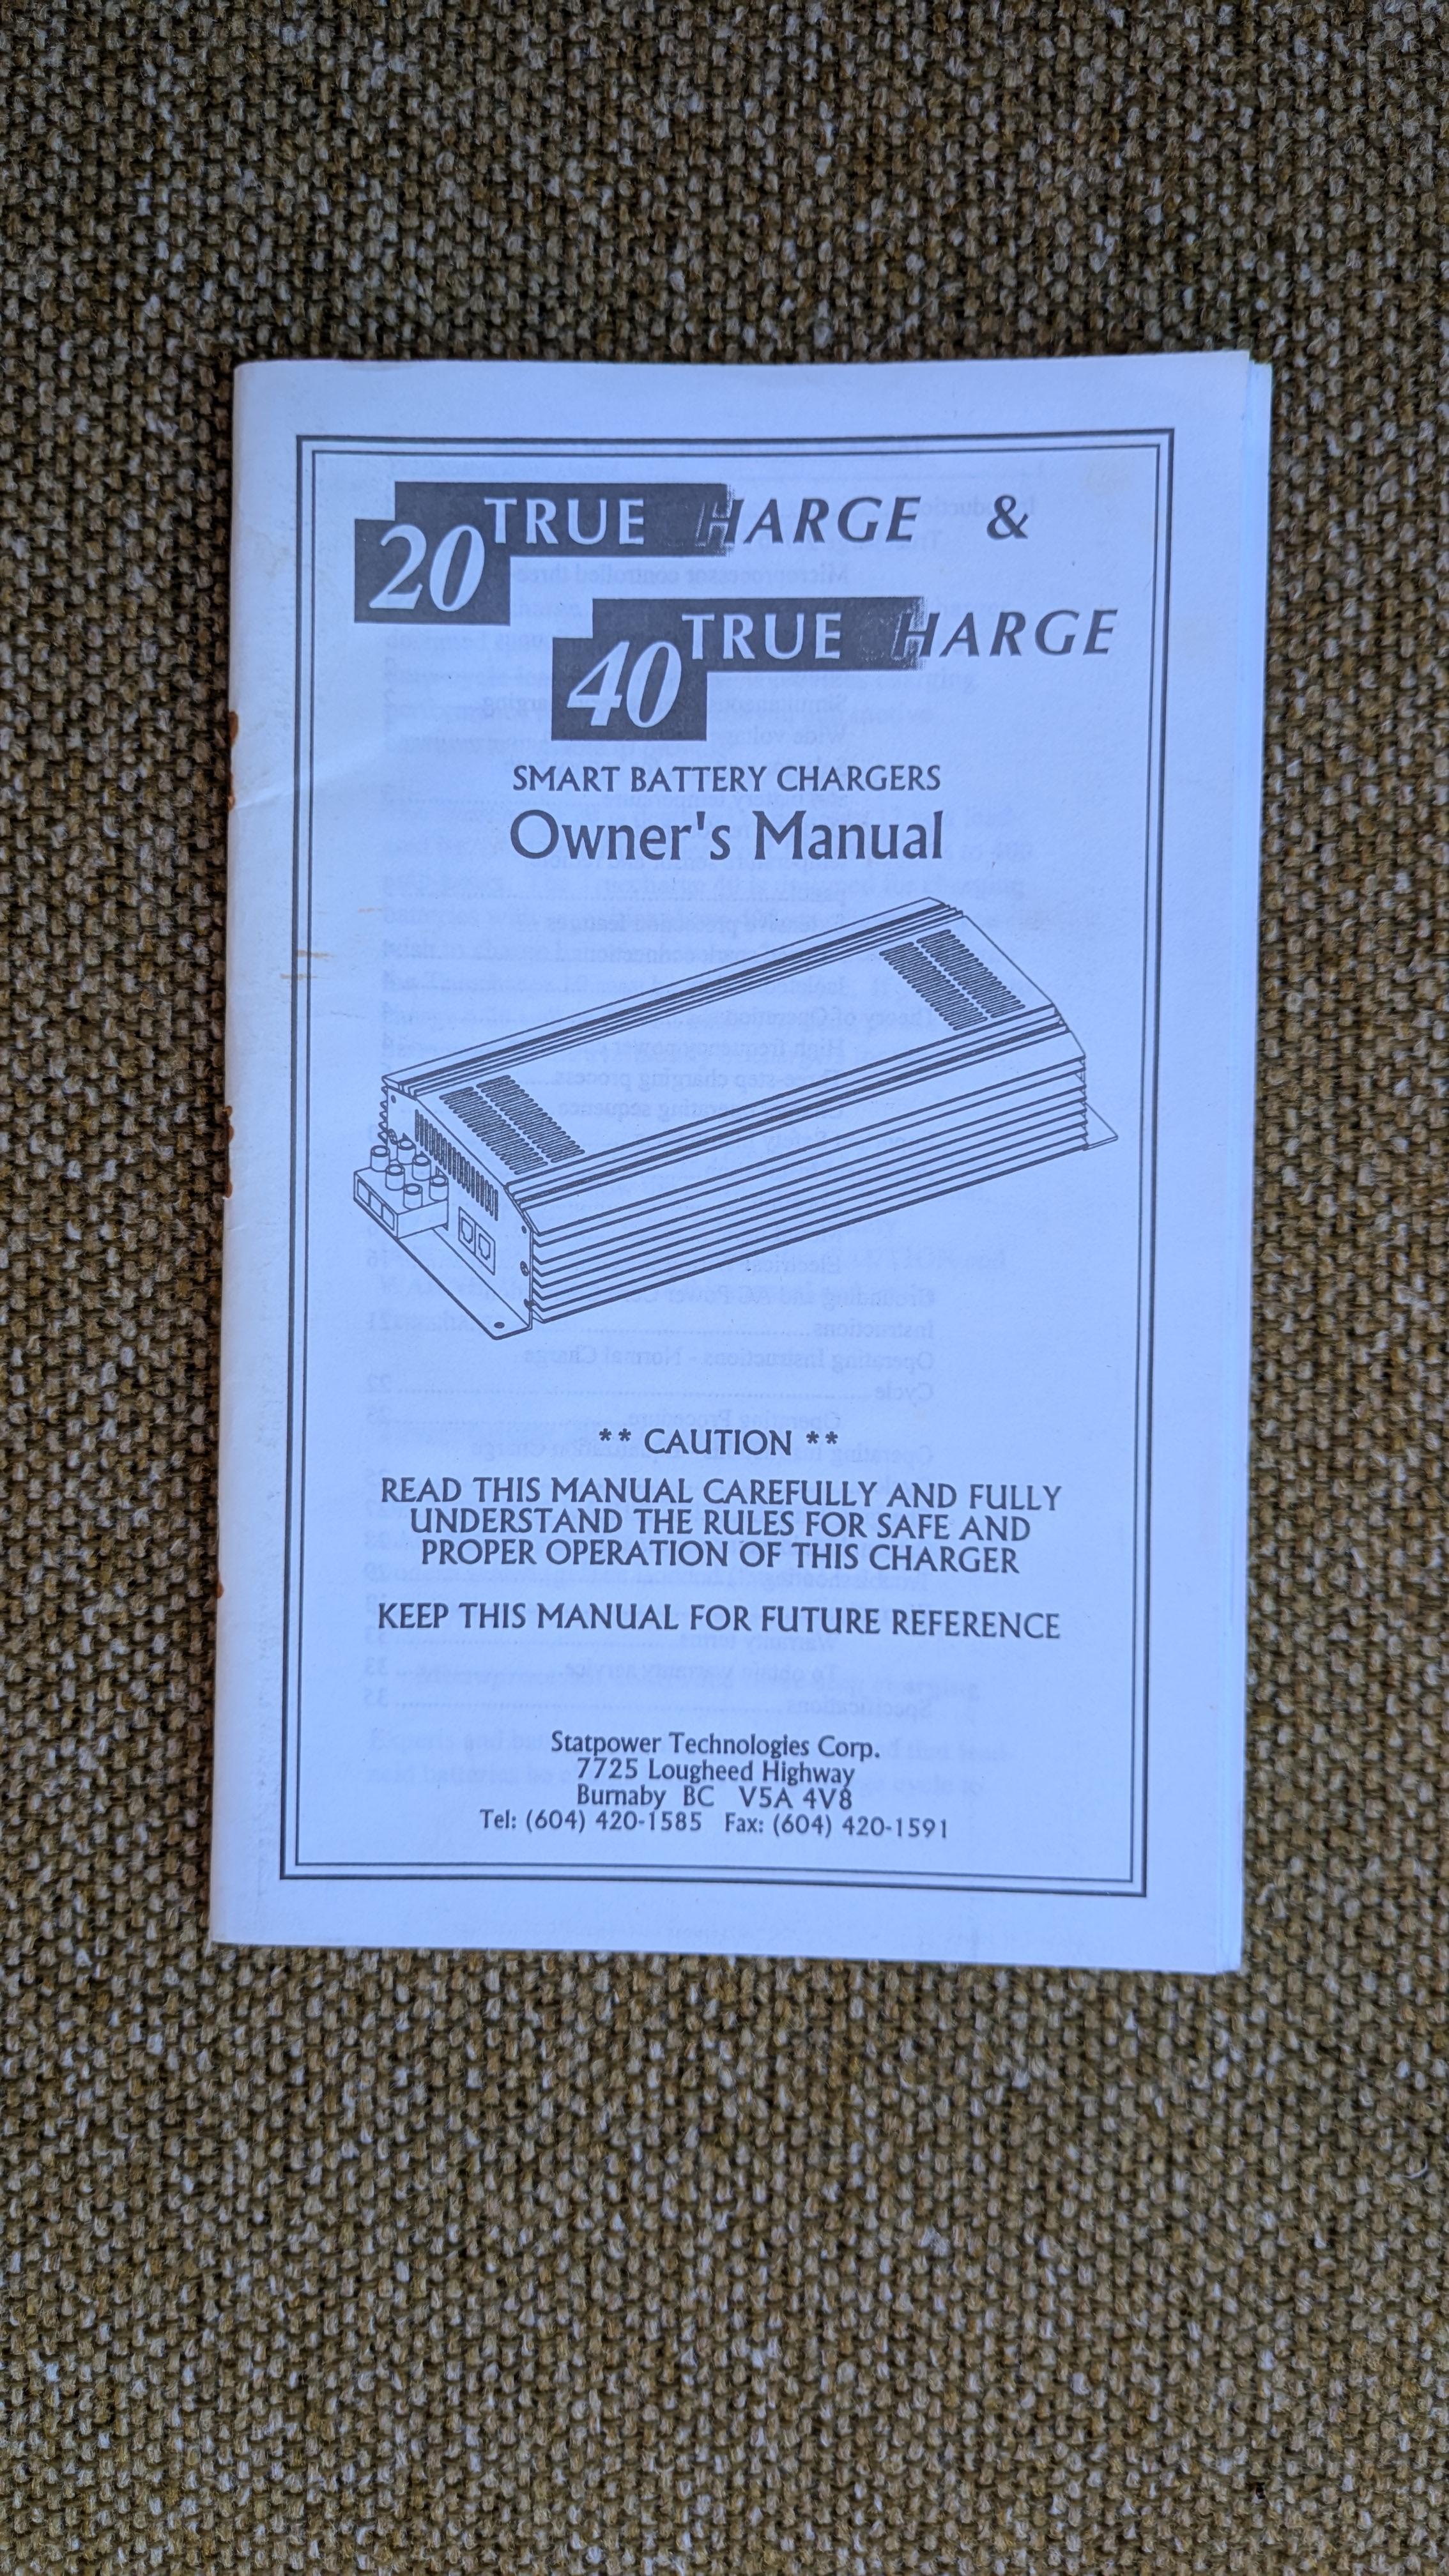 TRUE CHARGE &
20
TRUE CHARGE
40
SMART BATTERY CHARGERS
Owner's Manual
** CAUTION **
READ THIS MANUAL CAREFULLY AND FULLY
UNDERSTAND THE RULES FOR SAFE AND
PROPER OPERATION OF THIS CHARGER
KEEP THIS MANUAL FOR FUTURE REFERENCE
Statpower Technologies Corp.
7725 Lougheed Highway
Burnaby BC V5A 4V8
Tel: (604) 420-1585 Fax: (604) 420-1591